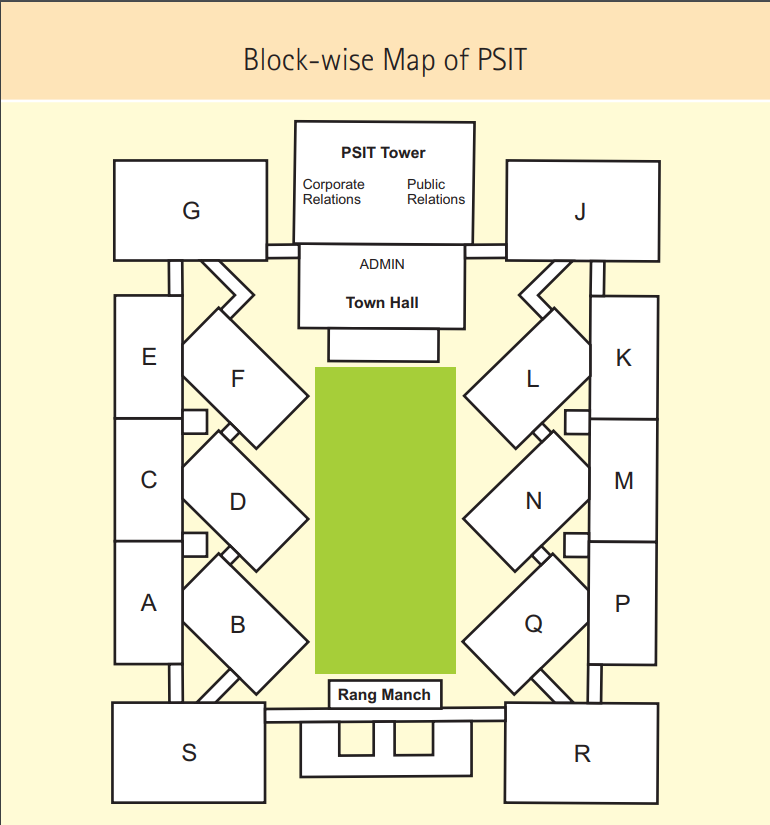 Block-wise Map of PSIT
PSIT Tower
Corporate Relations
Public Relations
G
J
ADMIN
Town Hall
E
F
L
K
C
D
N
M
A
B
Q
P
Rang Manch
S
R